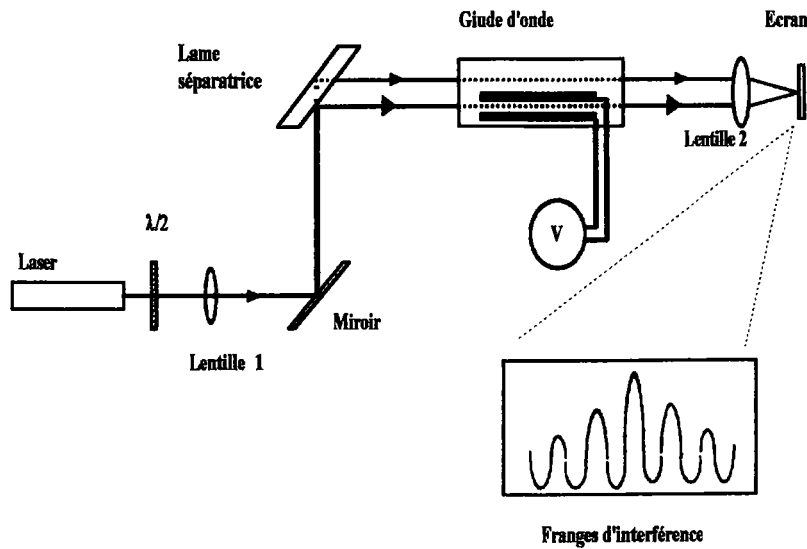 Giude d'onde
Ecran
Lame
séparatrice
Lentille 2
V
λ/2
Laser
Miroir
Lentille 1
Franges d'interférence